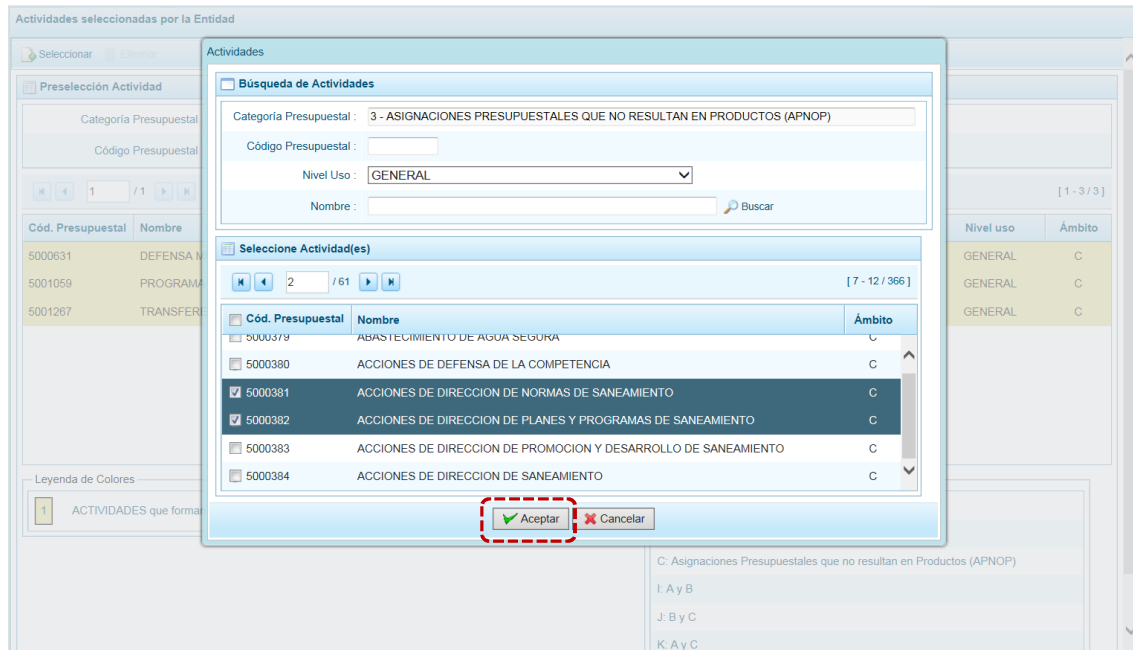 Actividades seleccionadas por la Entidad
Seleccionar Eliminar
Preselección Actividad
Categoría Presupuestal
Código Presupuestal
1 / 1
[ 1 - 3 / 3 ]
Cód. Presupuestal Nombre Nivel uso Ámbito
5000631 DEFENSA GENERAL C
5001059 PROGRAMA GENERAL C
5001267 TRANSFERE GENERAL C
Leyenda de Colores
1 ACTIVIDADES que forma
Actividades
Búsqueda de Actividades
Categoría Presupuestal : 3 - ASIGNACIONES PRESUPUESTALES QUE NO RESULTAN EN PRODUCTOS (APNOP)
Código Presupuestal :
Nivel Uso : GENERAL
Nombre : Buscar
Seleccione Actividad(es)
2 / 61 [ 7 - 12 / 366 ]
Cód. Presupuestal Nombre Ámbito
5000379 ABASTECIMIENTO DE AGUA SEGURA C
5000380 ACCIONES DE DEFENSA DE LA COMPETENCIA C
5000381 ACCIONES DE DIRECCION DE NORMAS DE SANEAMIENTO C
5000382 ACCIONES DE DIRECCION DE PLANES Y PROGRAMAS DE SANEAMIENTO C
5000383 ACCIONES DE DIRECCION DE PROMOCION Y DESARROLLO DE SANEAMIENTO C
5000384 ACCIONES DE DIRECCION DE SANEAMIENTO C
Aceptar Cancelar
C: Asignaciones Presupuestales que no resultan en Productos (APNOP)
I: A y B
J: B y C
K: A y C